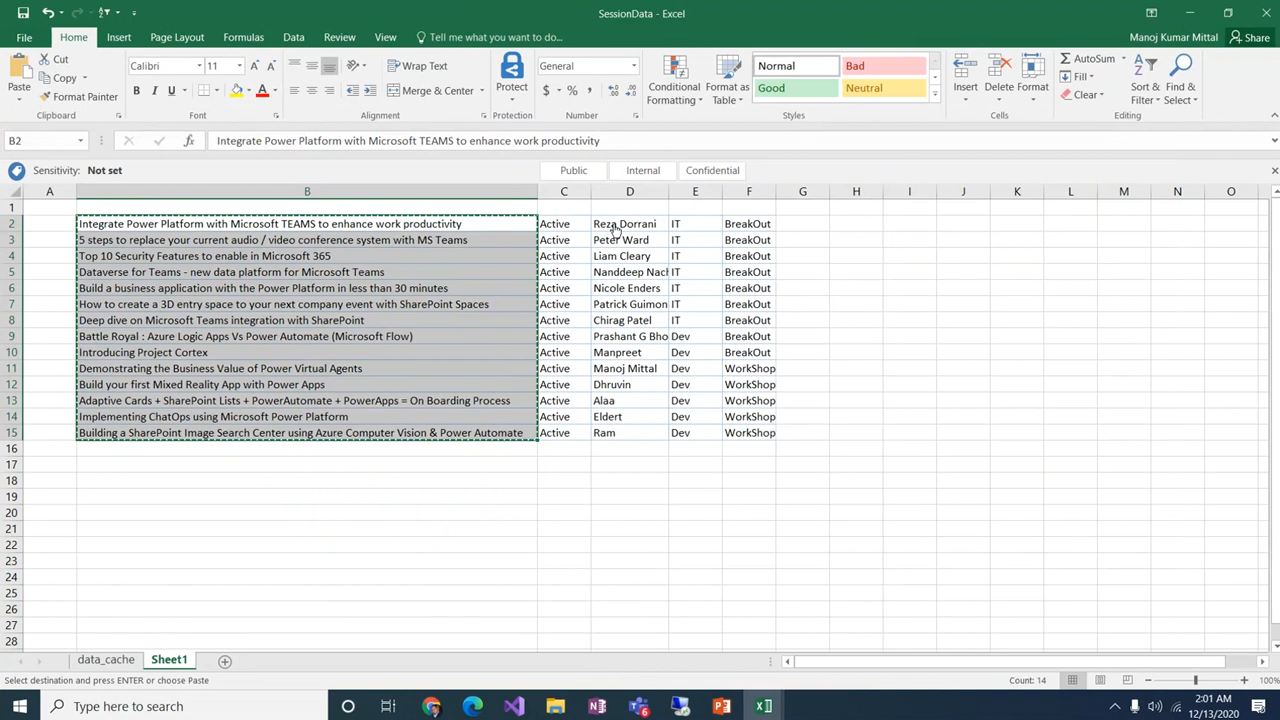 SessionData - Excel
File Home Insert Page Layout Formulas Data Review View Tell me what you want to do... Manoj Kumar Mittal Share
Paste Cut Copy Format Painter Clipboard
Calibri 11 B I U A Font
Wrap Text Merge & Center Alignment
Protect Protection
General $ % , Number
Conditional Formatting Format as Table Normal Bad Good Neutral Styles
Insert Delete Format Cells
AutoSum Fill Clear Sort & Filter Find & Select Editing
B2 fx Integrate Power Platform with Microsoft TEAMS to enhance work productivity
Sensitivity: Not set Public Internal Confidential
A B C D E F G H I J K L M N O
1
2 Integrate Power Platform with Microsoft TEAMS to enhance work productivity Active Reza Dorrani IT BreakOut
3 5 steps to replace your current audio / video conference system with MS Teams Active Peter Ward IT BreakOut
4 Top 10 Security Features to enable in Microsoft 365 Active Liam Cleary IT BreakOut
5 Dataverse for Teams - new data platform for Microsoft Teams Active Nanddeep Nach IT BreakOut
6 Build a business application with the Power Platform in less than 30 minutes Active Nicole Enders IT BreakOut
7 How to create a 3D entry space to your next company event with SharePoint Spaces Active Patrick Guimon IT BreakOut
8 Deep dive on Microsoft Teams integration with SharePoint Active Chirag Patel IT BreakOut
9 Battle Royal : Azure Logic Apps Vs Power Automate (Microsoft Flow) Active Prashant G Bho Dev BreakOut
10 Introducing Project Cortex Active Manpreet Dev BreakOut
11 Demonstrating the Business Value of Power Virtual Agents Active Manoj Mittal Dev WorkShop
12 Build your first Mixed Reality App with Power Apps Active Dhruvin Dev WorkShop
13 Adaptive Cards + SharePoint Lists + PowerAutomate + PowerApps = On Boarding Process Active Alaa Dev WorkShop
14 Implementing ChatOps using Microsoft Power Platform Active Eldert Dev WorkShop
15 Building a SharePoint Image Search Center using Azure Computer Vision & Power Automate Active Ram Dev WorkShop
16
17
18
19
20
21
22
23
24
25
26
27
28
data_cache Sheet1
Select destination and press ENTER or choose Paste Count: 14 100%
Type here to search 2:01 AM
12/13/2020